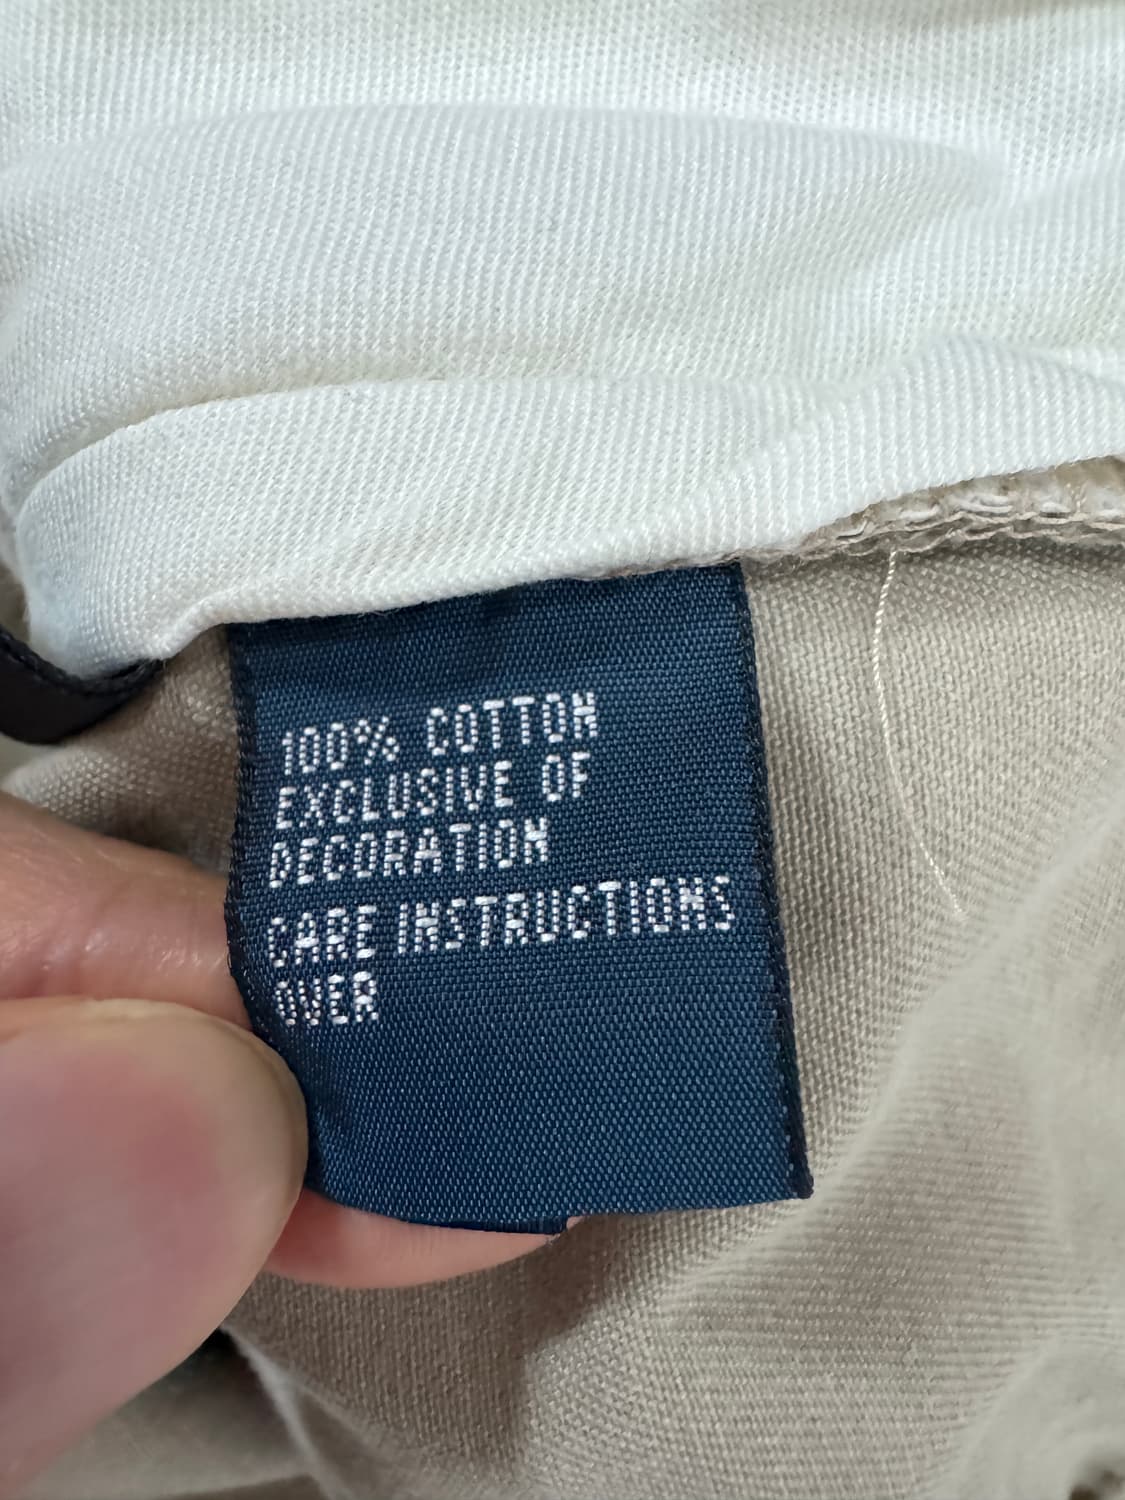 100% COTTON
EXCLUSIVE OF
DECORATION
CARE INSTRUCTIONS
OVER